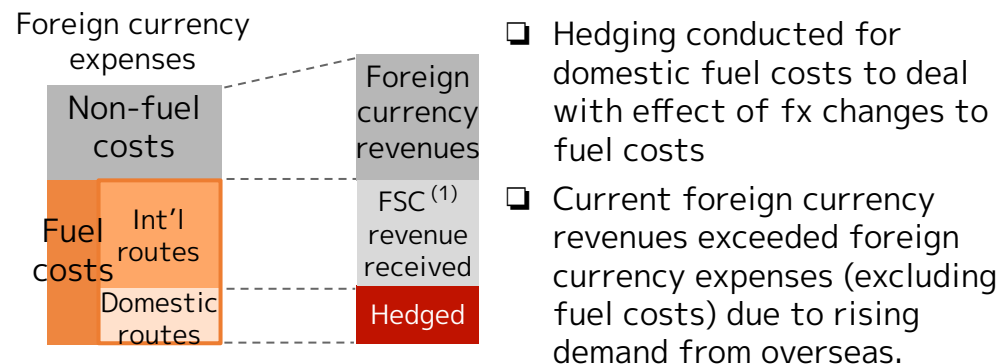 Foreign currency
expenses
Non-fuel
costs
Fuel
costs
Int'l
routes
Domestic
routes
Foreign
currency
revenues
FSC (1)
revenue
received
Hedged
❏ Hedging conducted for
domestic fuel costs to deal
with effect of fx changes to
fuel costs
❏ Current foreign currency
revenues exceeded foreign
currency expenses (excluding
fuel costs) due to rising
demand from overseas.